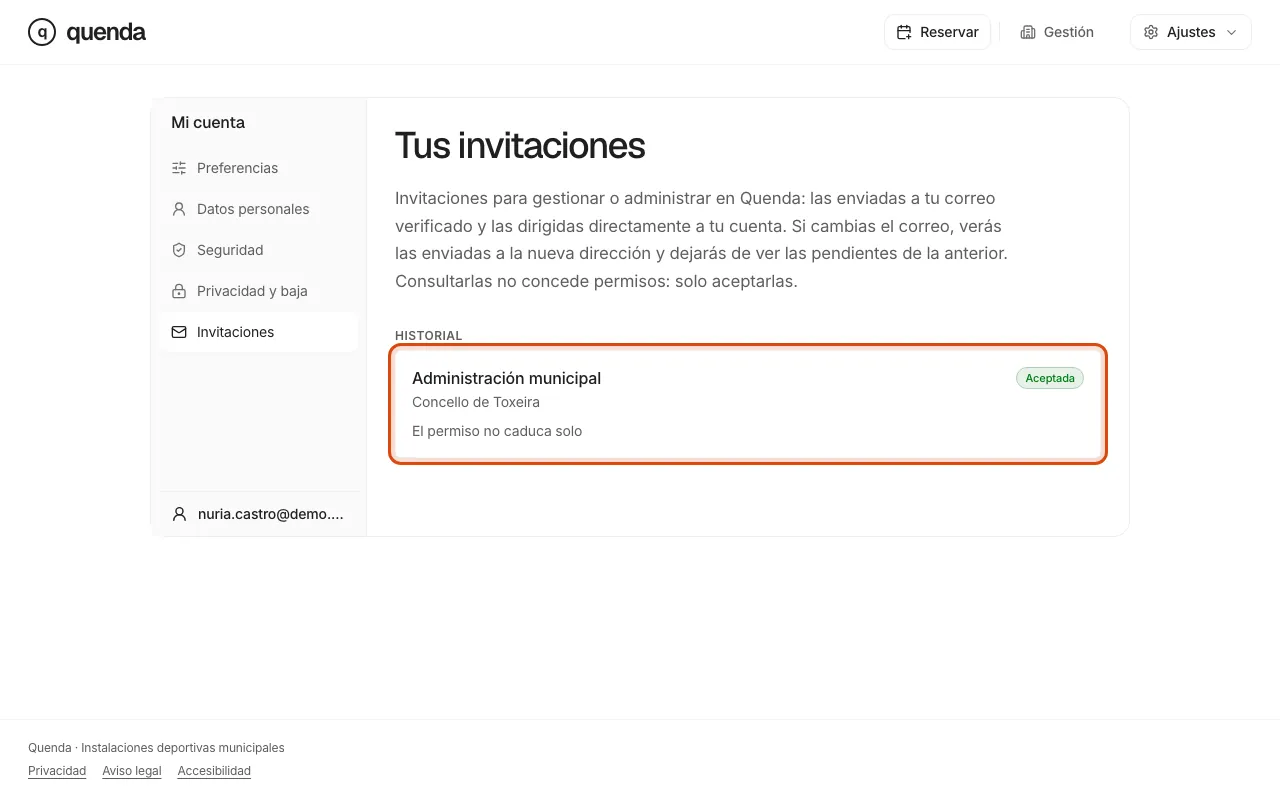 q quenda
Reservar
Gestión
Ajustes
Mi cuenta
Preferencias
Datos personales
Seguridad
Privacidad y baja
Invitaciones
nuria.castro@demo....
Tus invitaciones
Invitaciones para gestionar o administrar en Quenda: las enviadas a tu correo
verificado y las dirigidas directamente a tu cuenta. Si cambias el correo, verás
las enviadas a la nueva dirección y dejarás de ver las pendientes de la anterior.
Consultarlas no concede permisos: solo aceptarlas.
HISTORIAL
Administración municipal
Aceptada
Concello de Toxeira
El permiso no caduca solo
Quenda · Instalaciones deportivas municipales
Privacidad Aviso legal Accesibilidad